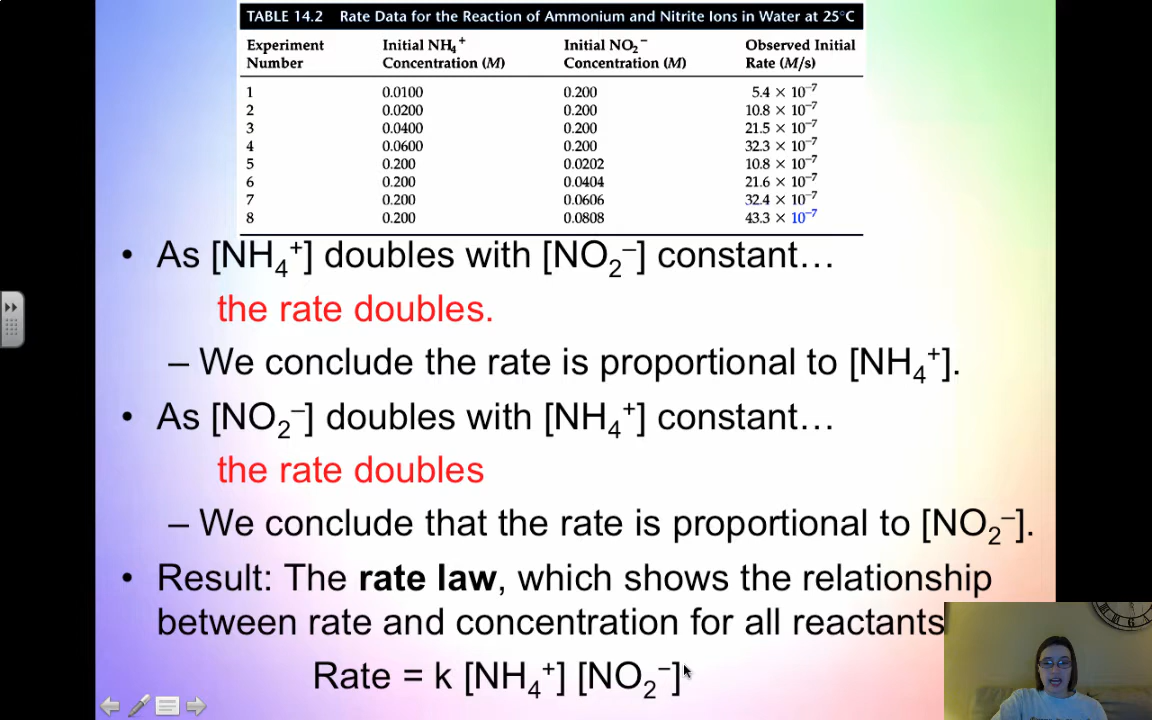 TABLE 14.2 Rate Data for the Reaction of Ammonium and Nitrite Ions in Water at 25°C
Experiment Number Initial NH₄⁺ Concentration (M) Initial NO₂⁻ Concentration (M) Observed Initial Rate (M/s)
1 0.0100 0.200 5.4 × 10⁻⁷
2 0.0200 0.200 10.8 × 10⁻⁷
3 0.0400 0.200 21.5 × 10⁻⁷
4 0.0600 0.200 32.3 × 10⁻⁷
5 0.200 0.0202 10.8 × 10⁻⁷
6 0.200 0.0404 21.6 × 10⁻⁷
7 0.200 0.0606 32.4 × 10⁻⁷
8 0.200 0.0808 43.3 × 10⁻⁷
• As [NH₄⁺] doubles with [NO₂⁻] constant…
the rate doubles.
– We conclude the rate is proportional to [NH₄⁺].
• As [NO₂⁻] doubles with [NH₄⁺] constant…
the rate doubles
– We conclude that the rate is proportional to [NO₂⁻].
• Result: The rate law, which shows the relationship
between rate and concentration for all reactants
Rate = k [NH₄⁺] [NO₂⁻]